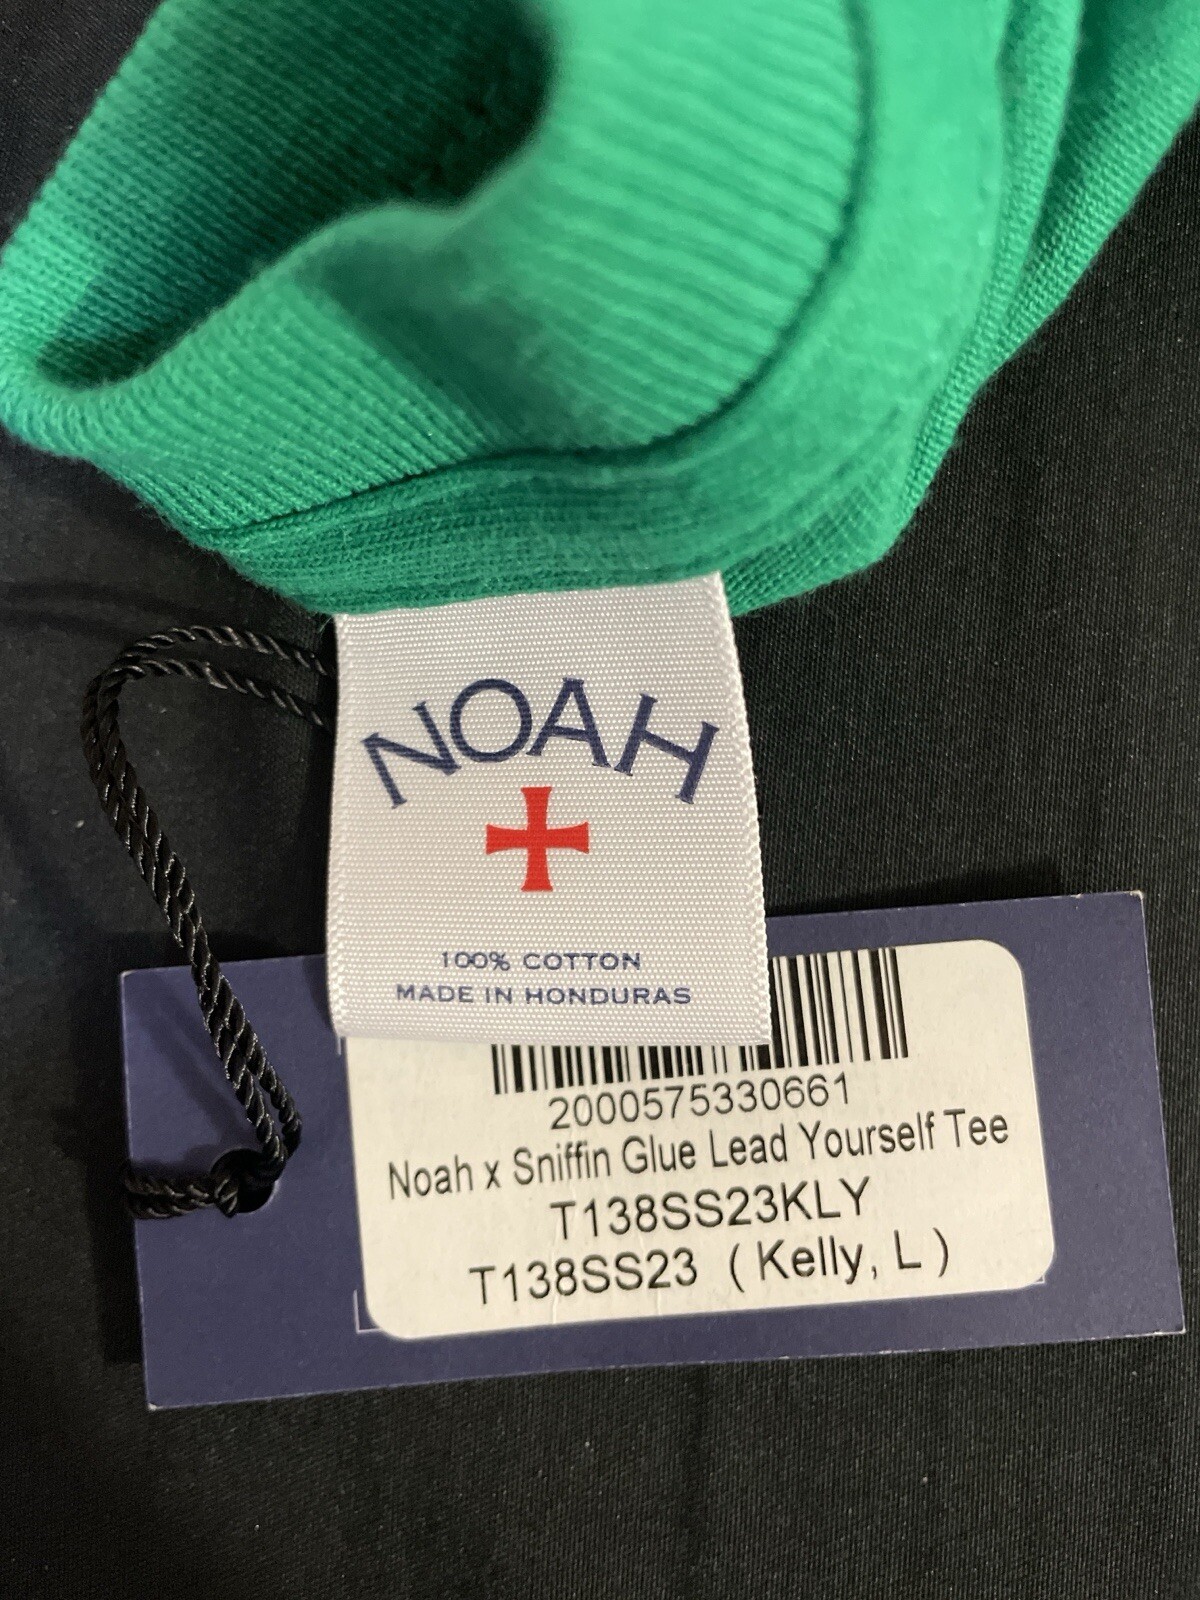 NOAH
100% COTTON
MADE IN HONDURAS
2000575330661
Noah x Sniffin Glue Lead Yourself Tee
T138SS23KLY
T138SS23 ( Kelly, L )